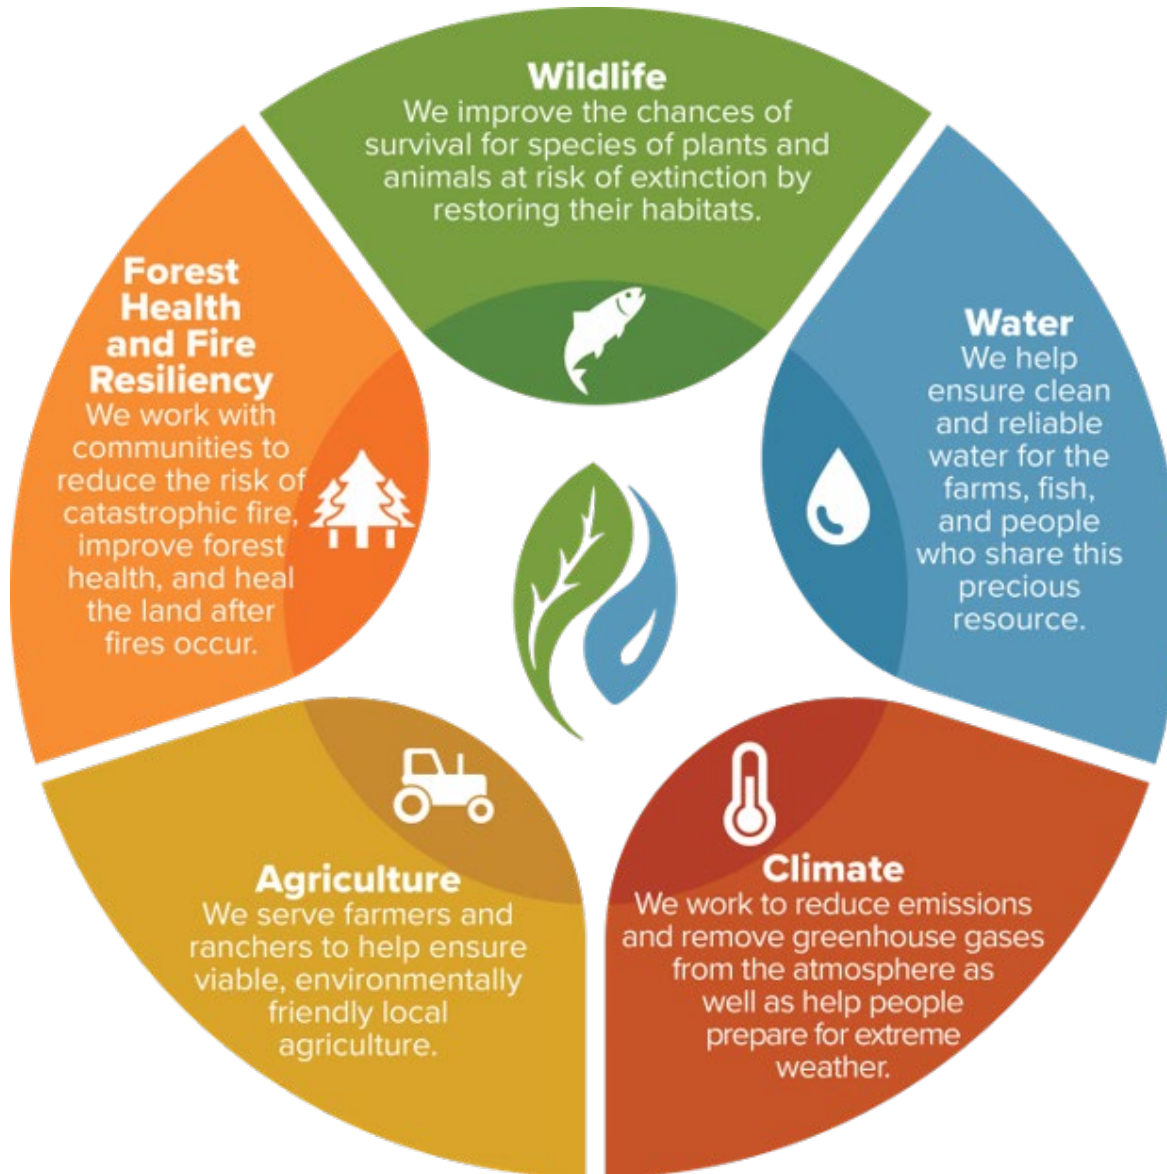 Wildlife
We improve the chances of
survival for species of plants and
animals at risk of extinction by
restoring their habitats.
Water
We help
ensure clean
and reliable
water for the
farms, fish,
and people
who share this
precious
resource.
Climate
We work to reduce emissions
and remove greenhouse gases
from the atmosphere as
well as help people
prepare for extreme
weather.
Agriculture
We serve farmers and
ranchers to help ensure
viable, environmentally
friendly local
agriculture.
Forest
Health
and Fire
Resiliency
We work with
communities to
reduce the risk of
catastrophic fire,
improve forest
health, and heal
the land after
fires occur.